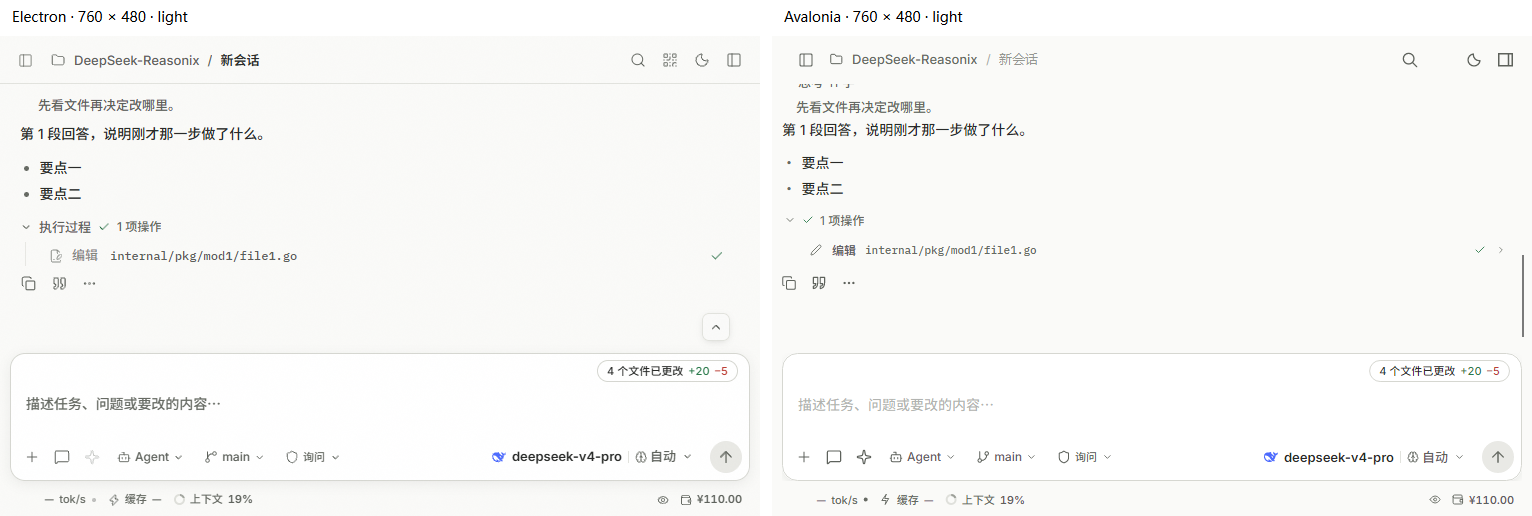 Electron · 760 × 480 · light
DeepSeek-Reasonix / 新会话
先看文件再决定改哪里。
第 1 段回答，说明刚才那一步做了什么。
• 要点一
• 要点二
执行过程 1 项操作
编辑 internal/pkg/mod1/file1.go
4 个文件已更改 +20 −5
描述任务、问题或要改的内容…
Agent main 询问 deepseek-v4-pro 自动
— tok/s 缓存 — 上下文 19% ¥110.00
Avalonia · 760 × 480 · light
DeepSeek-Reasonix / 新会话
先看文件再决定改哪里。
第 1 段回答，说明刚才那一步做了什么。
• 要点一
• 要点二
1 项操作
编辑 internal/pkg/mod1/file1.go
4 个文件已更改 +20 −5
描述任务、问题或要改的内容…
Agent main 询问 deepseek-v4-pro 自动
— tok/s 缓存 — 上下文 19% ¥110.00